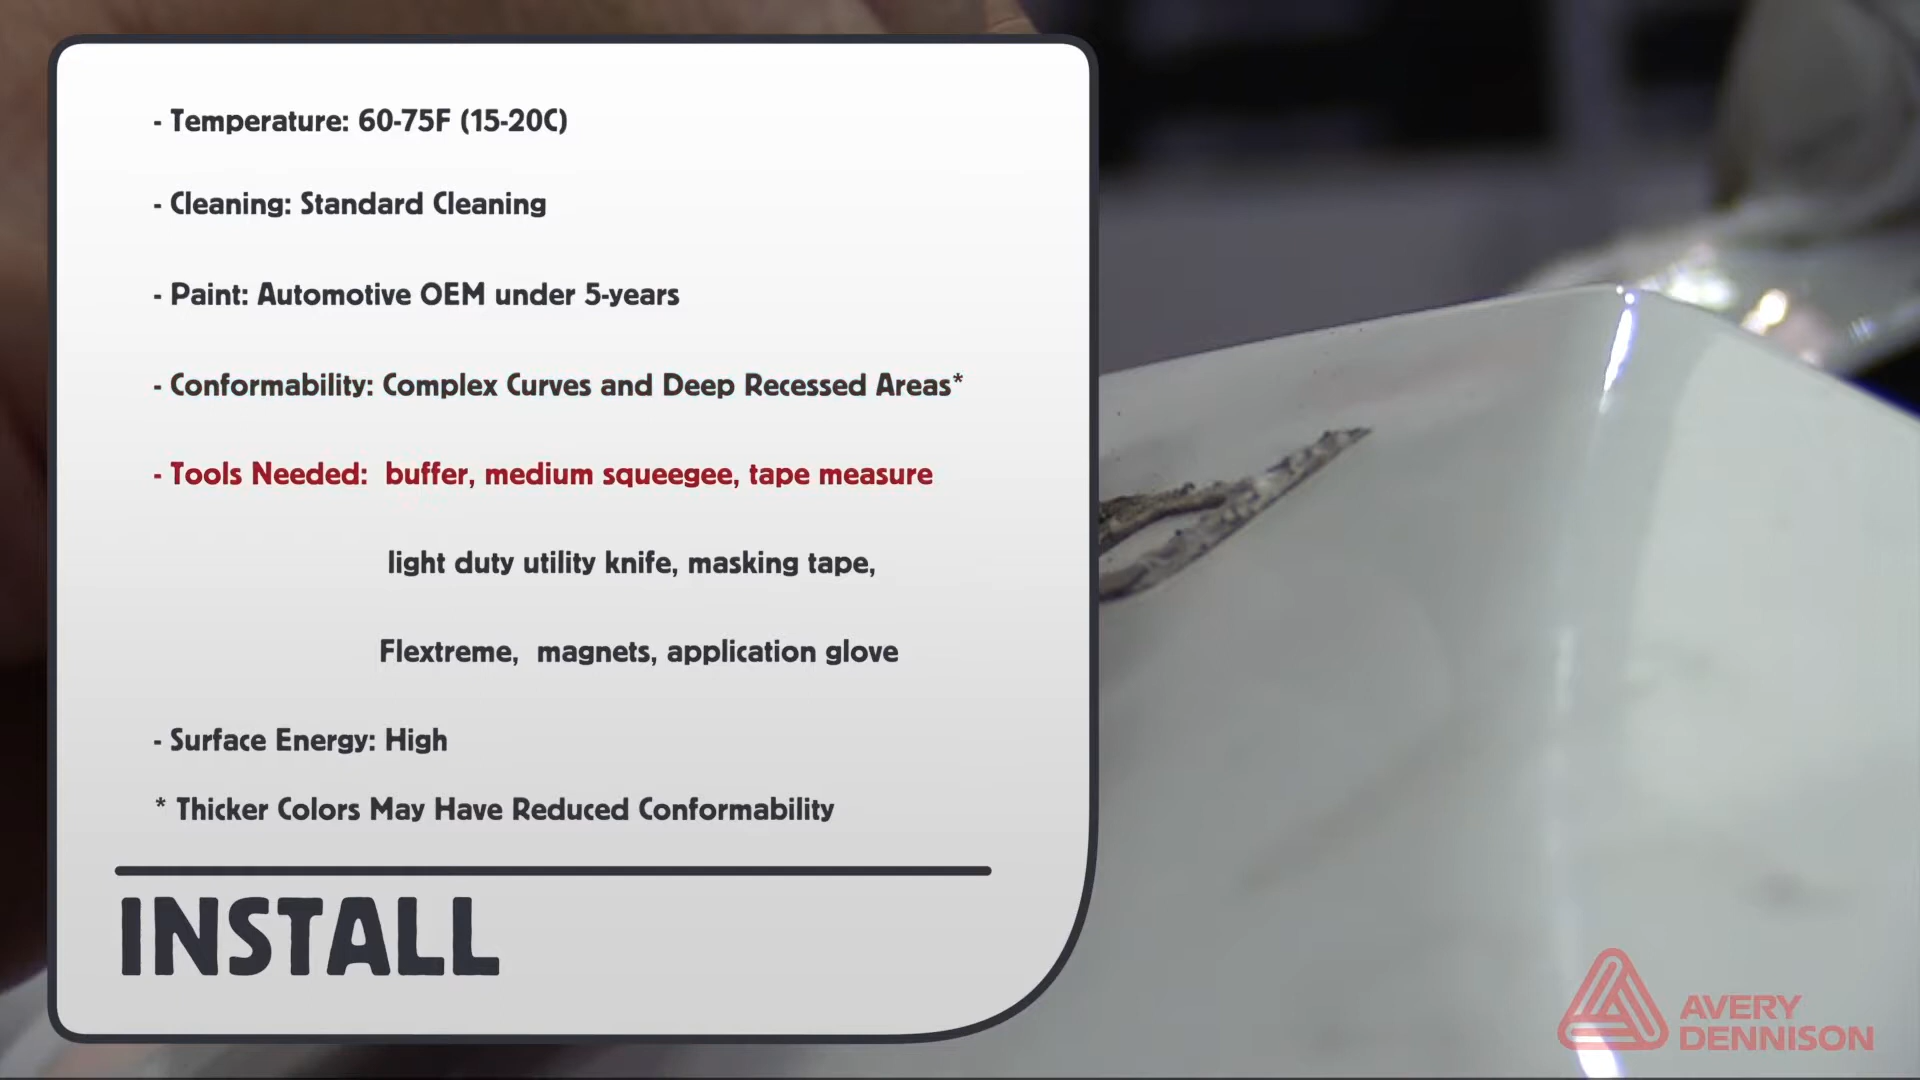 - Temperature: 60-75F (15-20C)
- Cleaning: Standard Cleaning
- Paint: Automotive OEM under 5-years
- Conformability: Complex Curves and Deep Recessed Areas*
- Tools Needed:  buffer, medium squeegee, tape measure
light duty utility knife, masking tape,
Flextreme,  magnets, application glove
- Surface Energy: High
* Thicker Colors May Have Reduced Conformability
INSTALL
AVERY
DENNISON